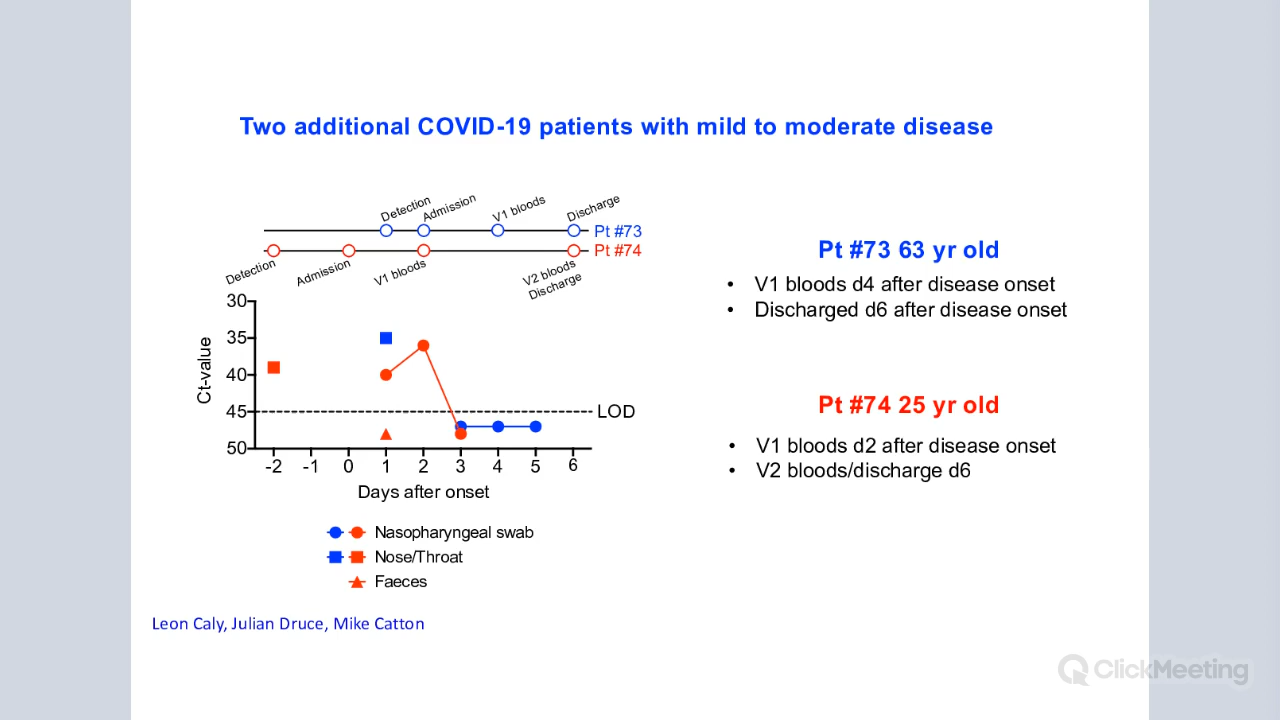 Two additional COVID-19 patients with mild to moderate disease
Detection
Admission
V1 bloods
Discharge
Pt #73
Pt #74
Detection
Admission
V1 bloods
V2 bloods
Discharge
30
35
40
45
50
Ct-value
LOD
-2 -1 0 1 2 3 4 5 6
Days after onset
Nasopharyngeal swab
Nose/Throat
Faeces
Pt #73 63 yr old
• V1 bloods d4 after disease onset
• Discharged d6 after disease onset
Pt #74 25 yr old
• V1 bloods d2 after disease onset
• V2 bloods/discharge d6
Leon Caly, Julian Druce, Mike Catton
ClickMeeting